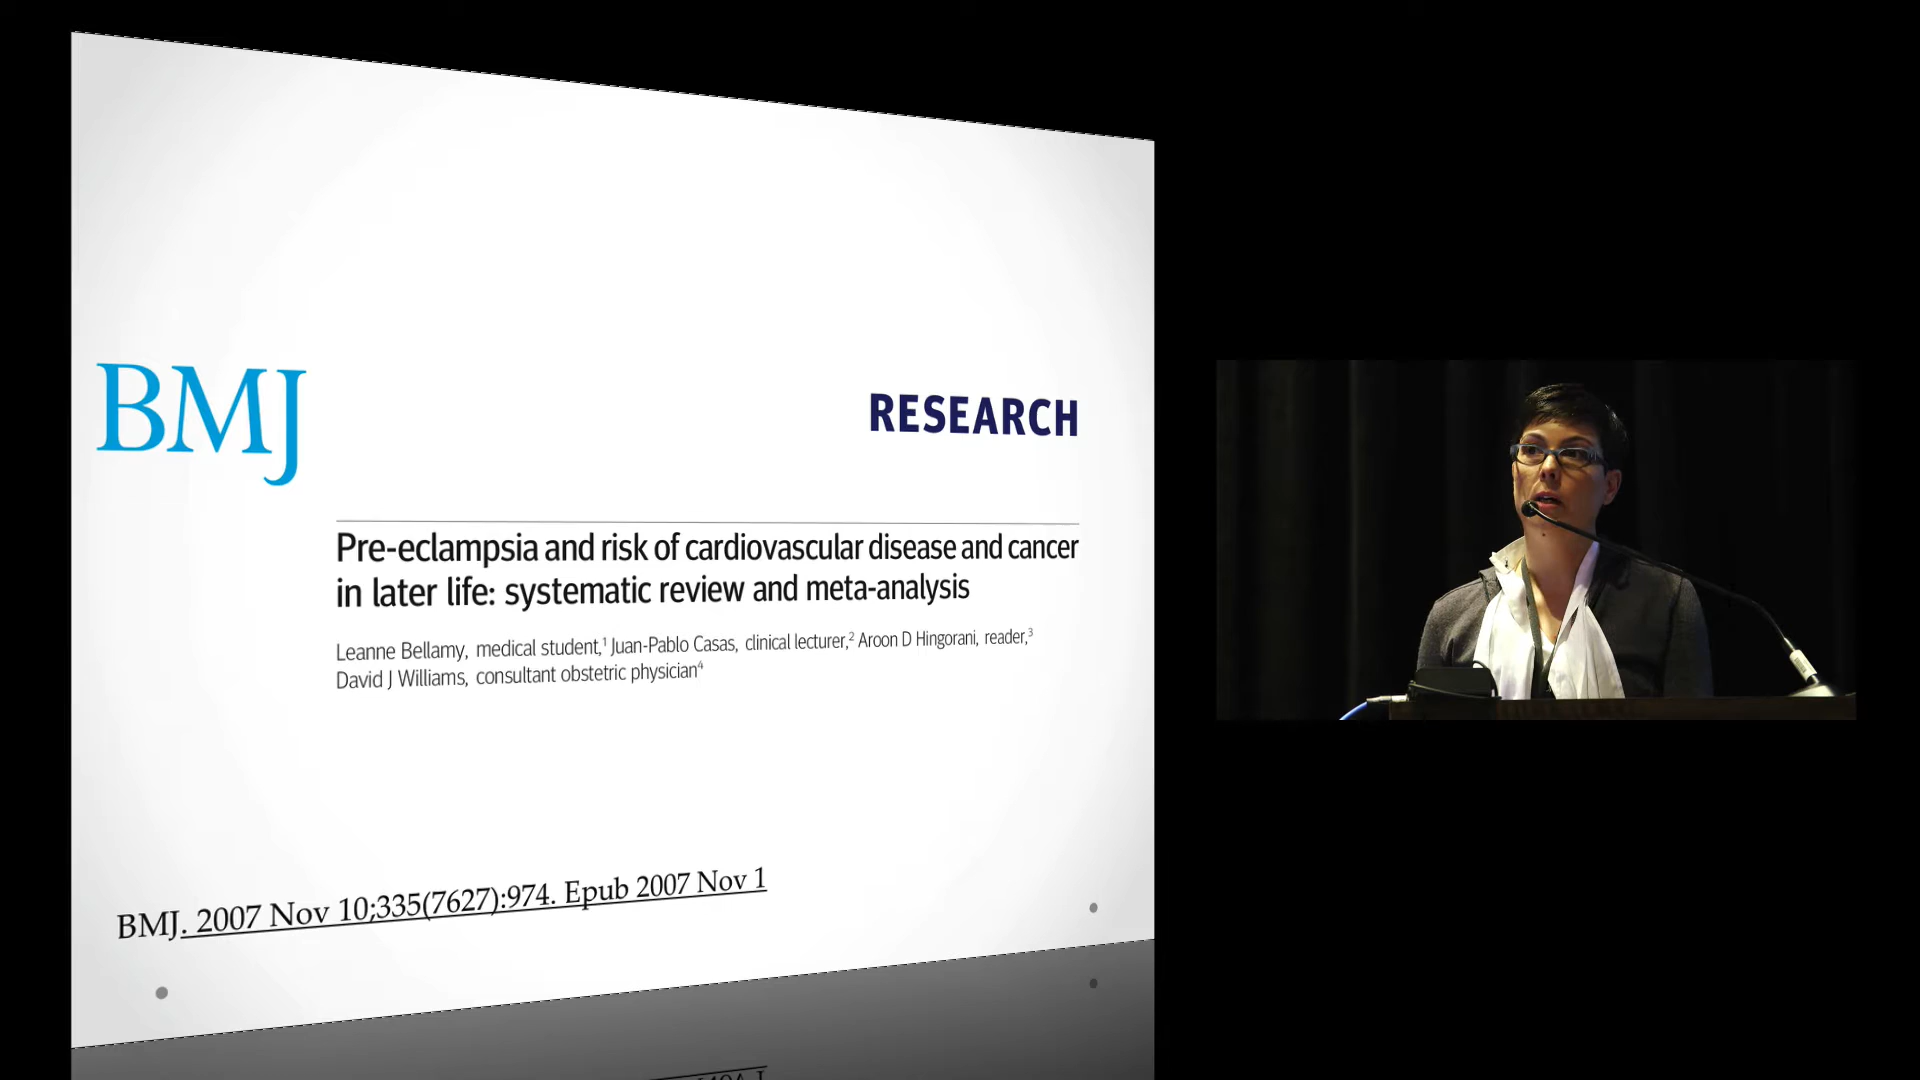 BMJ
RESEARCH
Pre-eclampsia and risk of cardiovascular disease and cancer
in later life: systematic review and meta-analysis
Leanne Bellamy, medical student,¹ Juan-Pablo Casas, clinical lecturer,² Aroon D Hingorani, reader,³
David J Williams, consultant obstetric physician⁴
BMJ. 2007 Nov 10;335(7627):974. Epub 2007 Nov 1